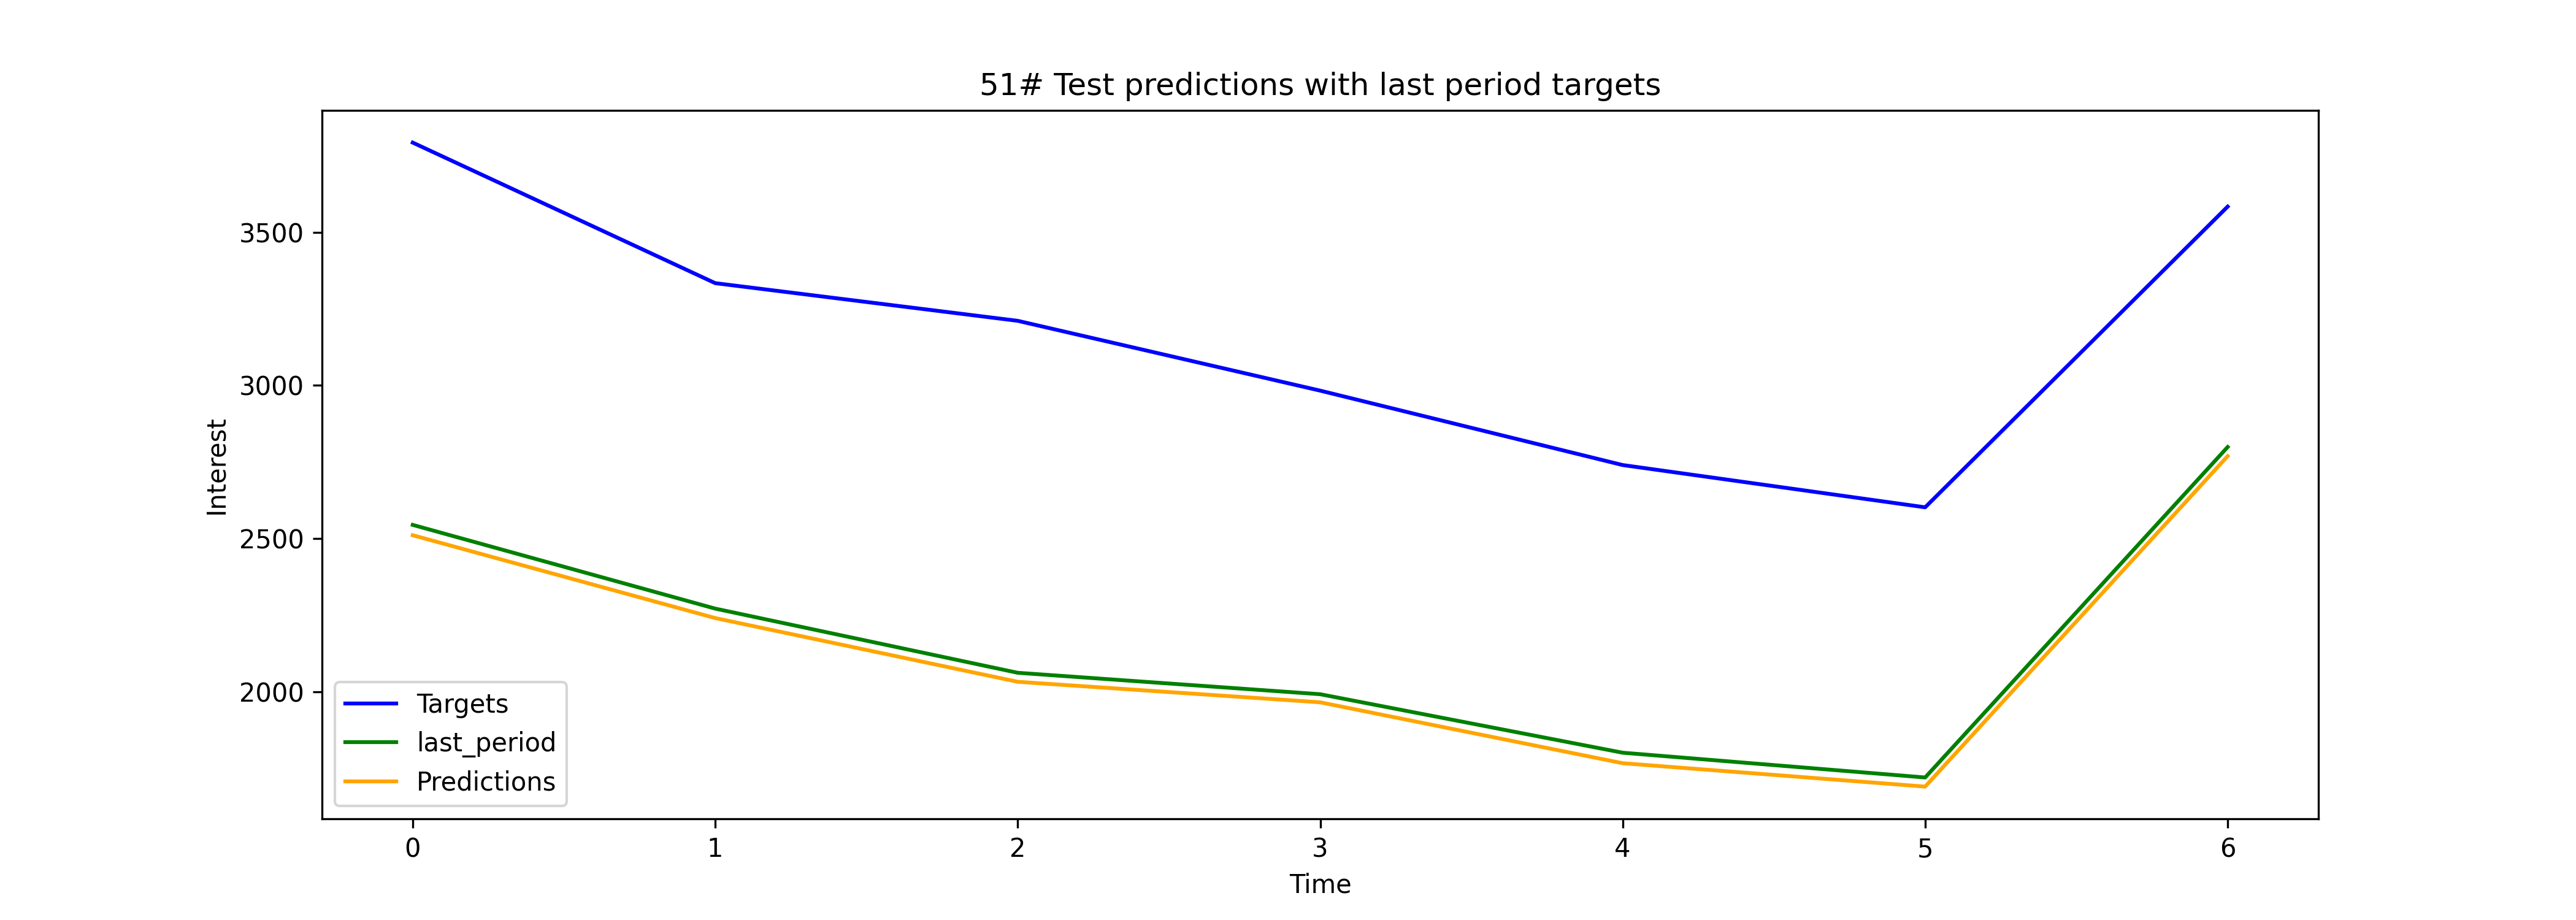 51# Test predictions with last period targets
Interest
3500
3000
2500
2000
Targets
last_period
Predictions
0 1 2 3 4 5 6
Time